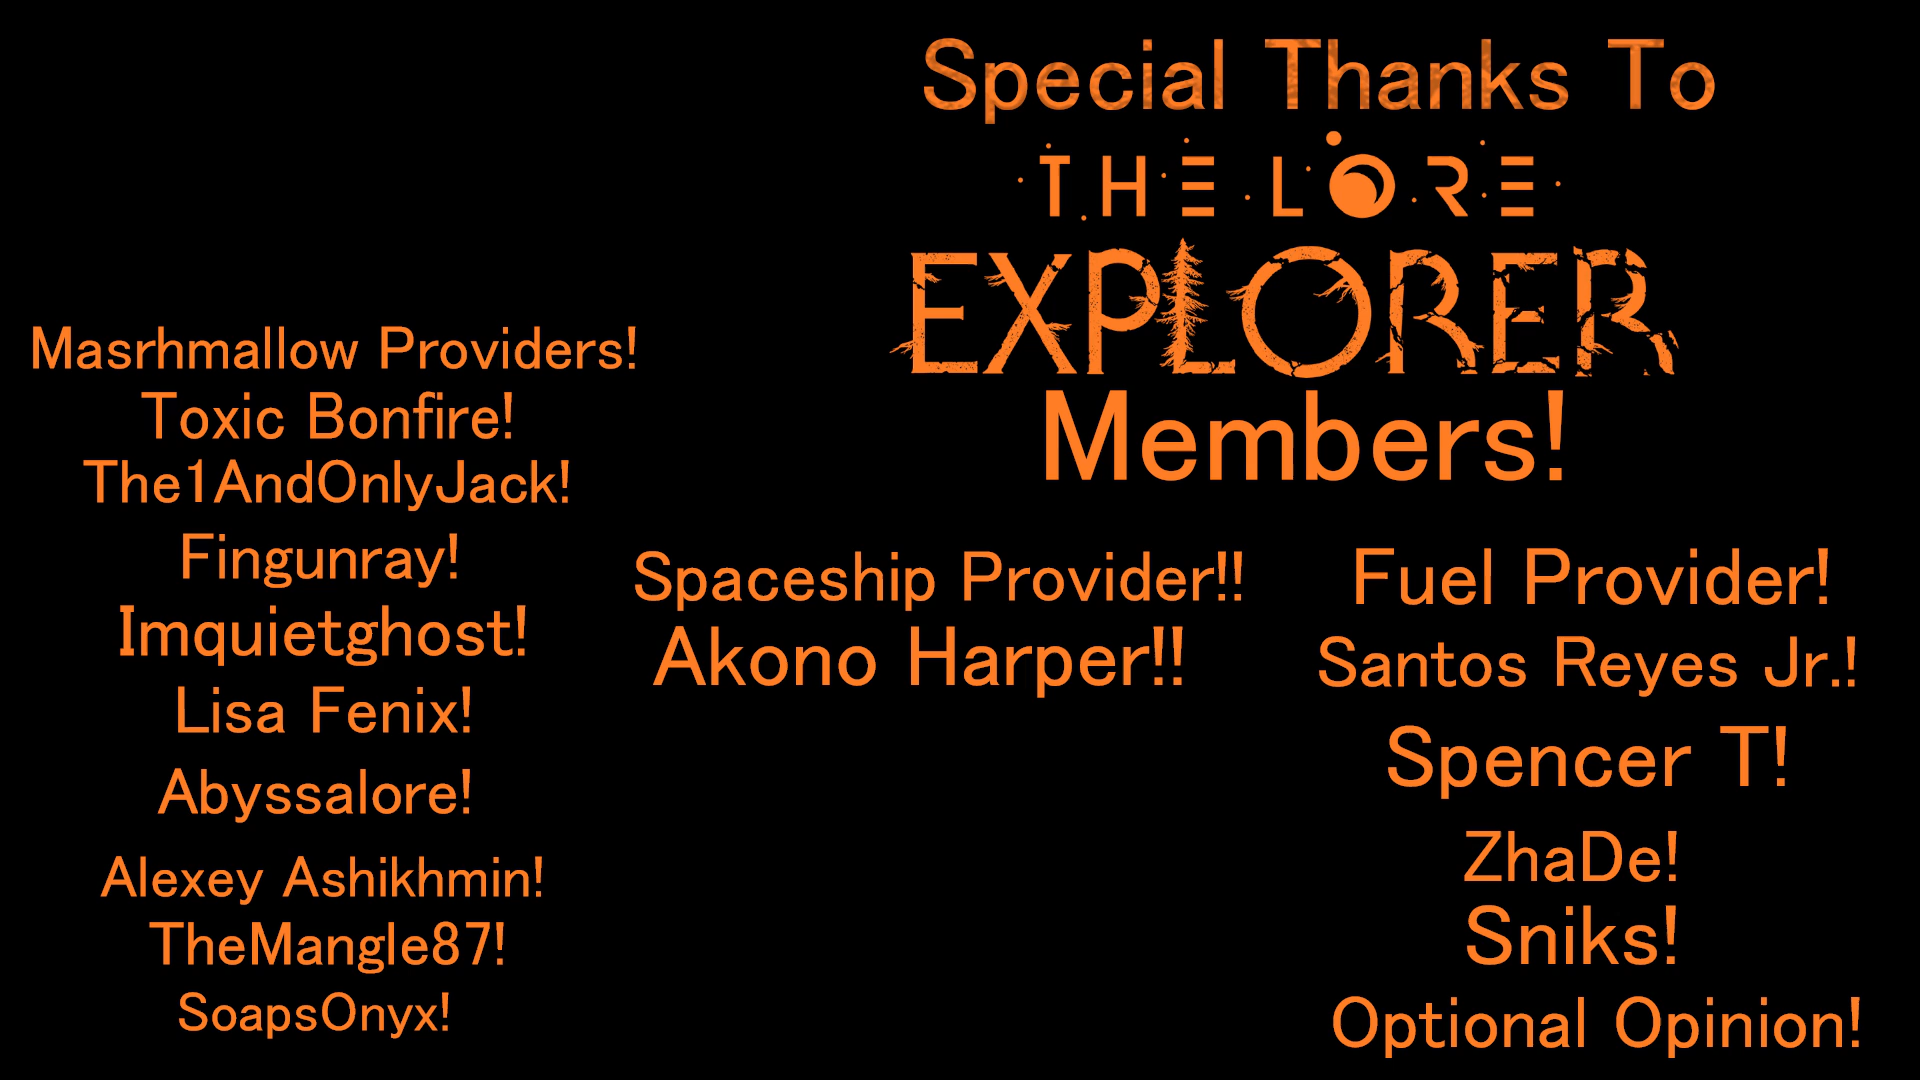 Special Thanks To
THE LORE
EXPLORER
Members!
Masrhmallow Providers!
Toxic Bonfire!
The1AndOnlyJack!
Fingunray!
Imquietghost!
Lisa Fenix!
Abyssalore!
Alexey Ashikhmin!
TheMangle87!
SoapsOnyx!
Spaceship Provider!!
Akono Harper!!
Fuel Provider!
Santos Reyes Jr.!
Spencer T!
ZhaDe!
Sniks!
Optional Opinion!